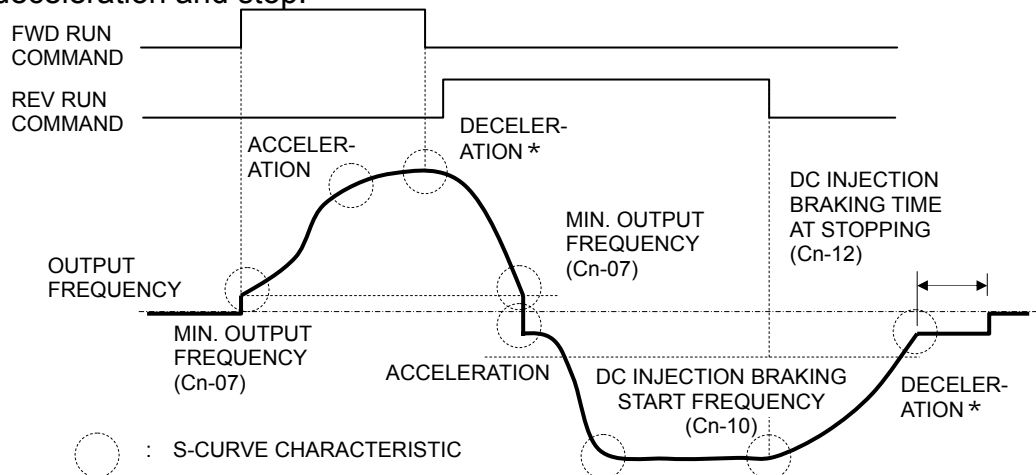 deceleration and stop.
FWD RUN
COMMAND
REV RUN
COMMAND
ACCELER-
ATION
DECELER-
ATION *
DC INJECTION
BRAKING TIME
AT STOPPING
(Cn-12)
MIN. OUTPUT
FREQUENCY
(Cn-07)
OUTPUT
FREQUENCY
MIN. OUTPUT
FREQUENCY
(Cn-07)
ACCELERATION
DC INJECTION BRAKING
START FREQUENCY
(Cn-10)
DECELER-
ATION *
: S-CURVE CHARACTERISTIC